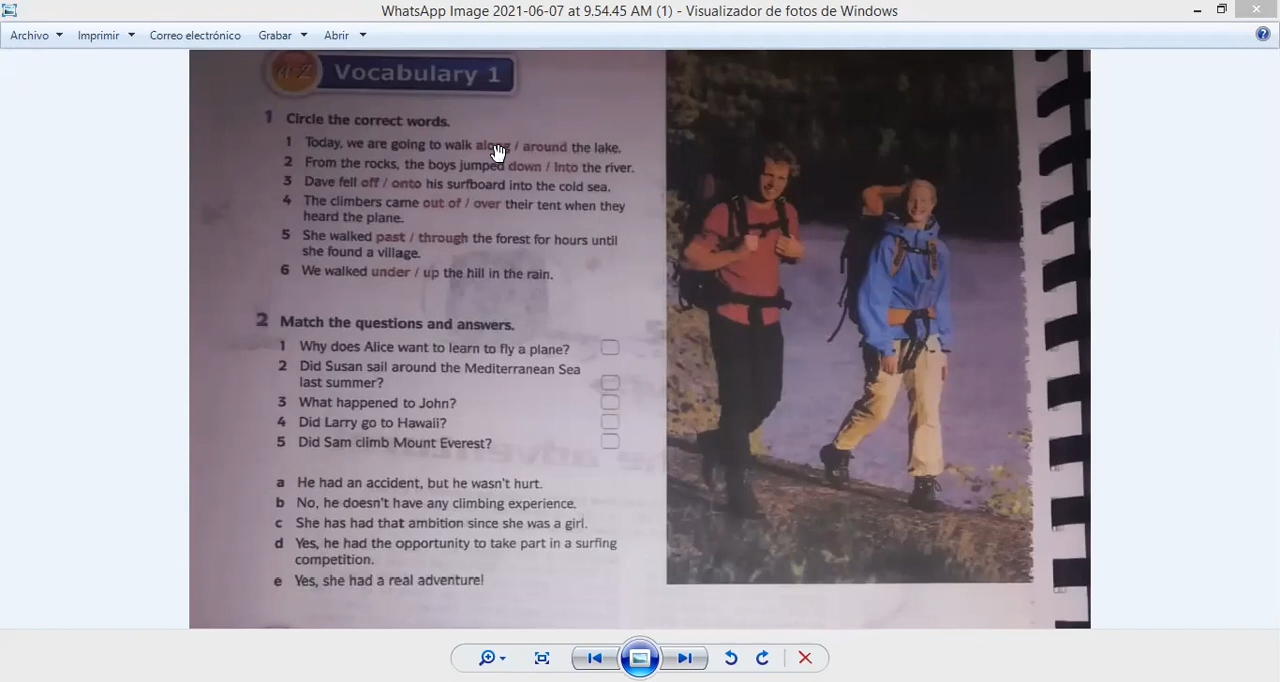 WhatsApp Image 2021-06-07 at 9.54.45 AM (1) - Visualizador de fotos de Windows
Archivo Imprimir Correo electrónico Grabar Abrir
a-z Vocabulary 1
1 Circle the correct words.
1 Today, we are going to walk along / around the lake.
2 From the rocks, the boys jumped down / into the river.
3 Dave fell off / onto his surfboard into the cold sea.
4 The climbers came out of / over their tent when they
heard the plane.
5 She walked past / through the forest for hours until
she found a village.
6 We walked under / up the hill in the rain.
2 Match the questions and answers.
1 Why does Alice want to learn to fly a plane?
2 Did Susan sail around the Mediterranean Sea
last summer?
3 What happened to John?
4 Did Larry go to Hawaii?
5 Did Sam climb Mount Everest?
a He had an accident, but he wasn't hurt.
b No, he doesn't have any climbing experience.
c She has had that ambition since she was a girl.
d Yes, he had the opportunity to take part in a surfing
competition.
e Yes, she had a real adventure!